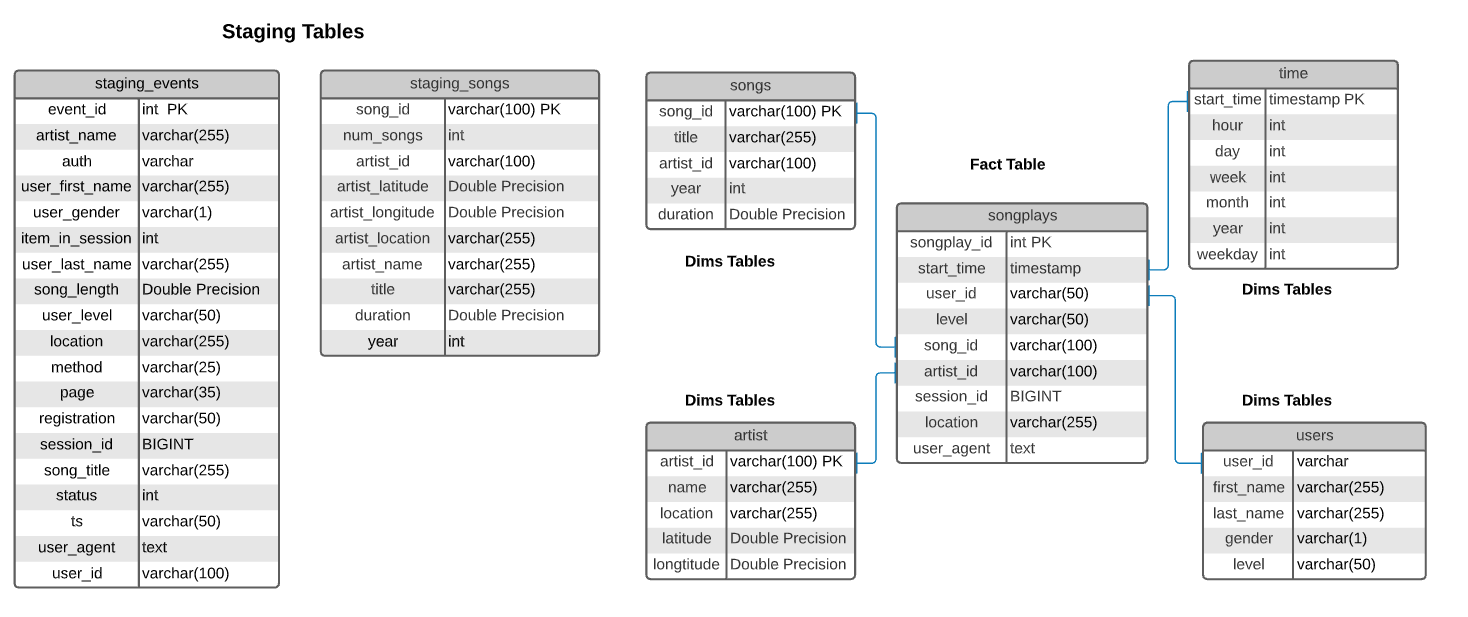 Staging Tables
staging_events
event_id int PK
artist_name varchar(255)
auth varchar
user_first_name varchar(255)
user_gender varchar(1)
item_in_session int
user_last_name varchar(255)
song_length Double Precision
user_level varchar(50)
location varchar(255)
method varchar(25)
page varchar(35)
registration varchar(50)
session_id BIGINT
song_title varchar(255)
status int
ts varchar(50)
user_agent text
user_id varchar(100)
staging_songs
song_id varchar(100) PK
num_songs int
artist_id varchar(100)
artist_latitude Double Precision
artist_longitude Double Precision
artist_location varchar(255)
artist_name varchar(255)
title varchar(255)
duration Double Precision
year int
songs
song_id varchar(100) PK
title varchar(255)
artist_id varchar(100)
year int
duration Double Precision
Dims Tables
Dims Tables
artist
artist_id varchar(100) PK
name varchar(255)
location varchar(255)
latitude Double Precision
longtitude Double Precision
Fact Table
songplays
songplay_id int PK
start_time timestamp
user_id varchar(50)
level varchar(50)
song_id varchar(100)
artist_id varchar(100)
session_id BIGINT
location varchar(255)
user_agent text
time
start_time timestamp PK
hour int
day int
week int
month int
year int
weekday int
Dims Tables
Dims Tables
users
user_id varchar
first_name varchar(255)
last_name varchar(255)
gender varchar(1)
level varchar(50)